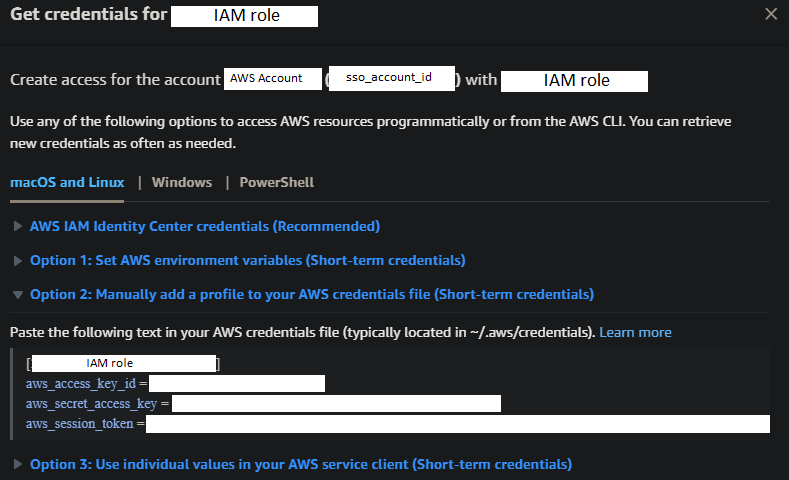 Get credentials for IAM role
Create access for the account AWS Account ( sso_account_id ) with IAM role
Use any of the following options to access AWS resources programmatically or from the AWS CLI. You can retrieve
new credentials as often as needed.
macOS and Linux | Windows | PowerShell
AWS IAM Identity Center credentials (Recommended)
Option 1: Set AWS environment variables (Short-term credentials)
Option 2: Manually add a profile to your AWS credentials file (Short-term credentials)
Paste the following text in your AWS credentials file (typically located in ~/.aws/credentials). Learn more
[ IAM role ]
aws_access_key_id =
aws_secret_access_key =
aws_session_token =
Option 3: Use individual values in your AWS service client (Short-term credentials)